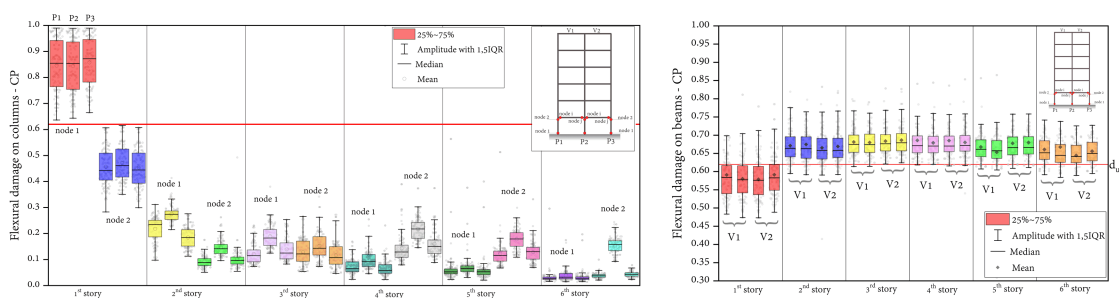 P1 P2 P3
Flexural damage on columns - CP
1.0
0.9
0.8
0.7
0.6
0.5
0.4
0.3
0.2
0.1
0.0
25%~75%
Amplitude with 1,5IQR
Median
Mean
V1 V2
node 2 node 1 node 1 node 2
node 1 node 1
P1 P2 P3
node 1
node 2
node 1
node 2
node 1
node 2
node 1
node 2
node 1
node 2
node 1
node 2
1st story 2nd story 3rd story 4th story 5th story 6th story
Flexural damage on beams - CP
1.00
0.95
0.90
0.85
0.80
0.75
0.70
0.65
0.60
0.55
0.50
0.45
0.40
0.35
0.30
V1 V2
P1 P2 P3
V1 V2
V1 V2
V1 V2
V1 V2
V1 V2
V1 V2
25%~75%
Amplitude with 1,5IQR
Median
Mean
1st story 2nd story 3rd story 4th story 5th story 6th story